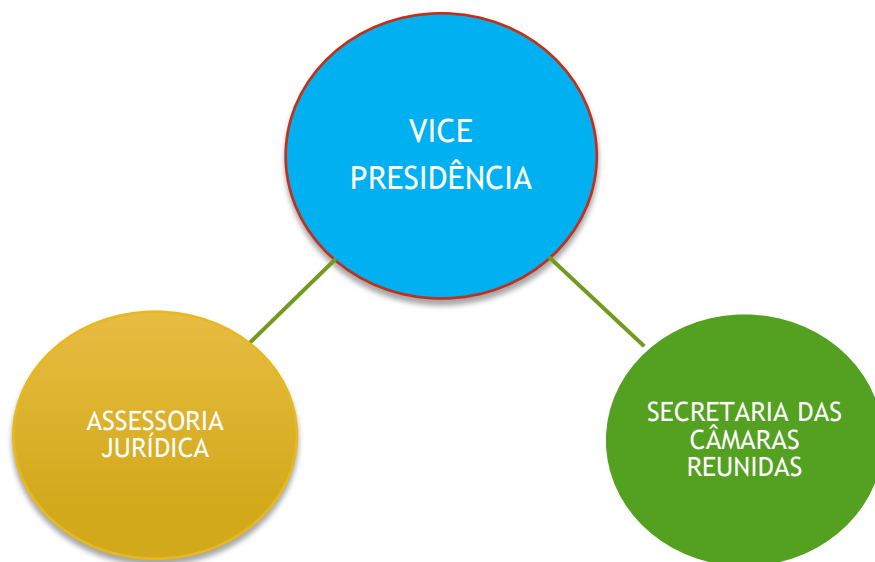 VICE
PRESIDÊNCIA
ASSESSORIA
JURÍDICA
SECRETARIA DAS
CÂMARAS
REUNIDAS